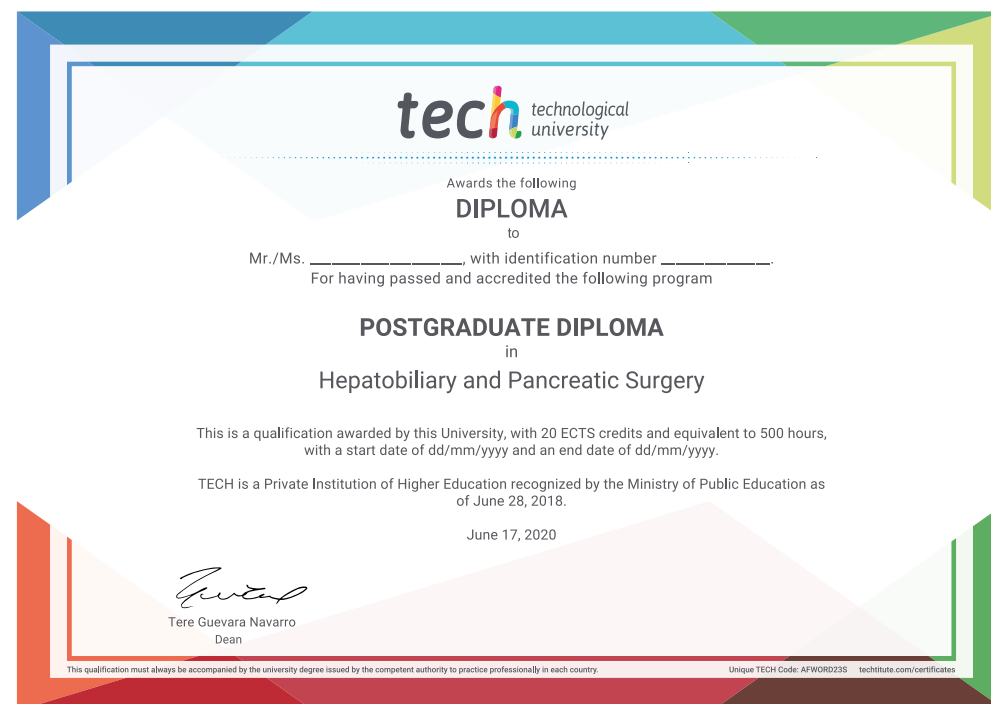 tech technological
university
Awards the following
DIPLOMA
to
Mr./Ms. ____________________, with identification number ______________.
For having passed and accredited the following program
POSTGRADUATE DIPLOMA
in
Hepatobiliary and Pancreatic Surgery
This is a qualification awarded by this University, with 20 ECTS credits and equivalent to 500 hours,
with a start date of dd/mm/yyyy and an end date of dd/mm/yyyy.
TECH is a Private Institution of Higher Education recognized by the Ministry of Public Education as
of June 28, 2018.
June 17, 2020
Tere Guevara Navarro
Dean
This qualification must always be accompanied by the university degree issued by the competent authority to practice professionally in each country.
Unique TECH Code: AFWORD23S techtitute.com/certificates